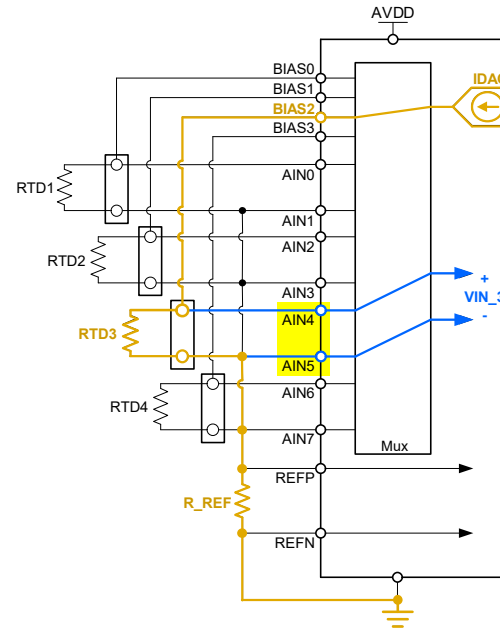 AVDD
BIAS0
BIAS1
BIAS2
BIAS3
RTD1
AIN0
AIN1
RTD2
AIN2
AIN3
RTD3
AIN4
AIN5
RTD4
AIN6
AIN7
+
VIN_3
-
Mux
REFP
R_REF
REFN